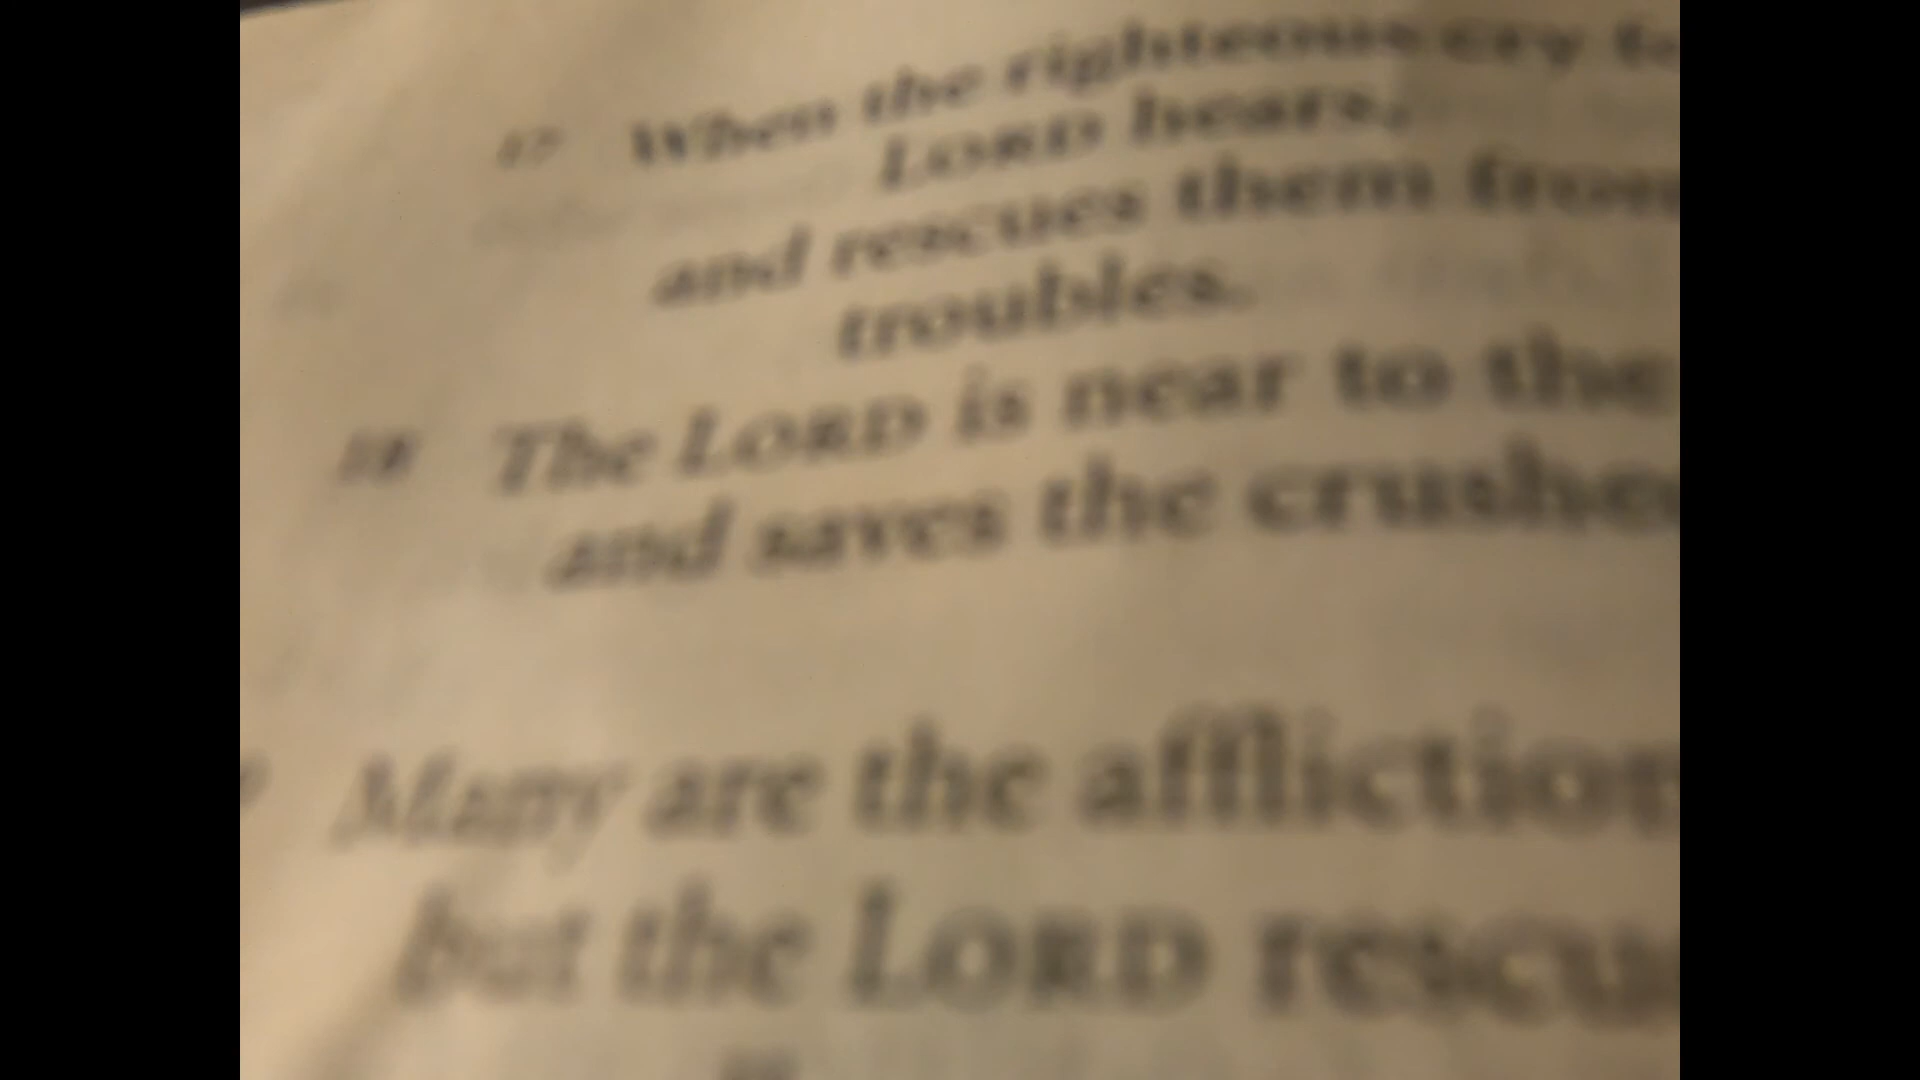 17 When the righteous cry fo
LORD hears,
and rescues them from
troubles.
18 The LORD is near to the
and saves the crushe
Many are the affliction
but the LORD rescu